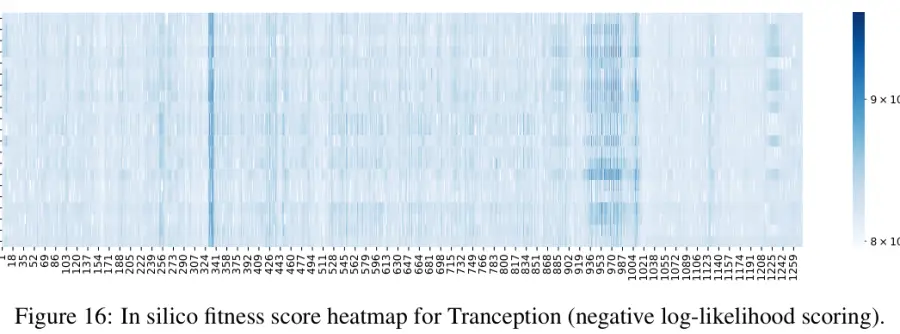 9 × 10
8 × 10
1 18 35 52 69 86 103 120 137 154 171 188 205 222 239 256 273 290 307 324 341 358 375 392 409 426 443 460 477 494 511 528 545 562 579 596 613 630 647 664 681 698 715 732 749 766 783 800 817 834 851 868 885 902 919 936 953 970 987 1004 1021 1038 1055 1072 1089 1106 1123 1140 1157 1174 1191 1208 1225 1242 1259
Figure 16: In silico fitness score heatmap for Tranception (negative log-likelihood scoring).